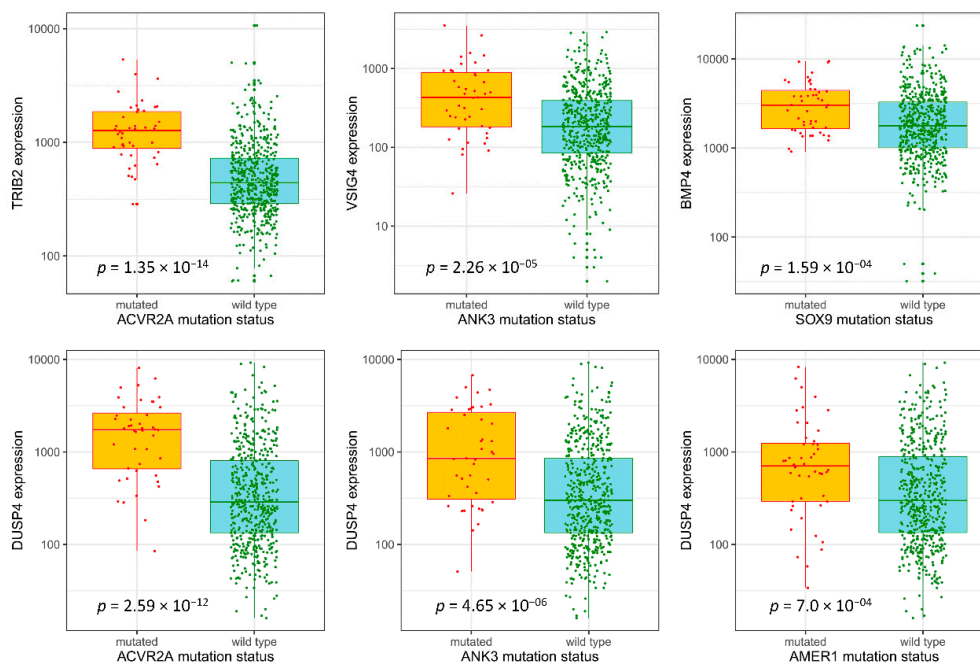 TRIB2 expression
10000
1000
100
p = 1.35 × 10⁻¹⁴
mutated wild type
ACVR2A mutation status
VSIG4 expression
1000
100
10
p = 2.26 × 10⁻⁰⁵
mutated wild type
ANK3 mutation status
BMP4 expression
10000
1000
100
p = 1.59 × 10⁻⁰⁴
mutated wild type
SOX9 mutation status
DUSP4 expression
10000
1000
100
p = 2.59 × 10⁻¹²
mutated wild type
ACVR2A mutation status
DUSP4 expression
10000
1000
100
p = 4.65 × 10⁻⁰⁶
mutated wild type
ANK3 mutation status
DUSP4 expression
10000
1000
100
p = 7.0 × 10⁻⁰⁴
mutated wild type
AMER1 mutation status